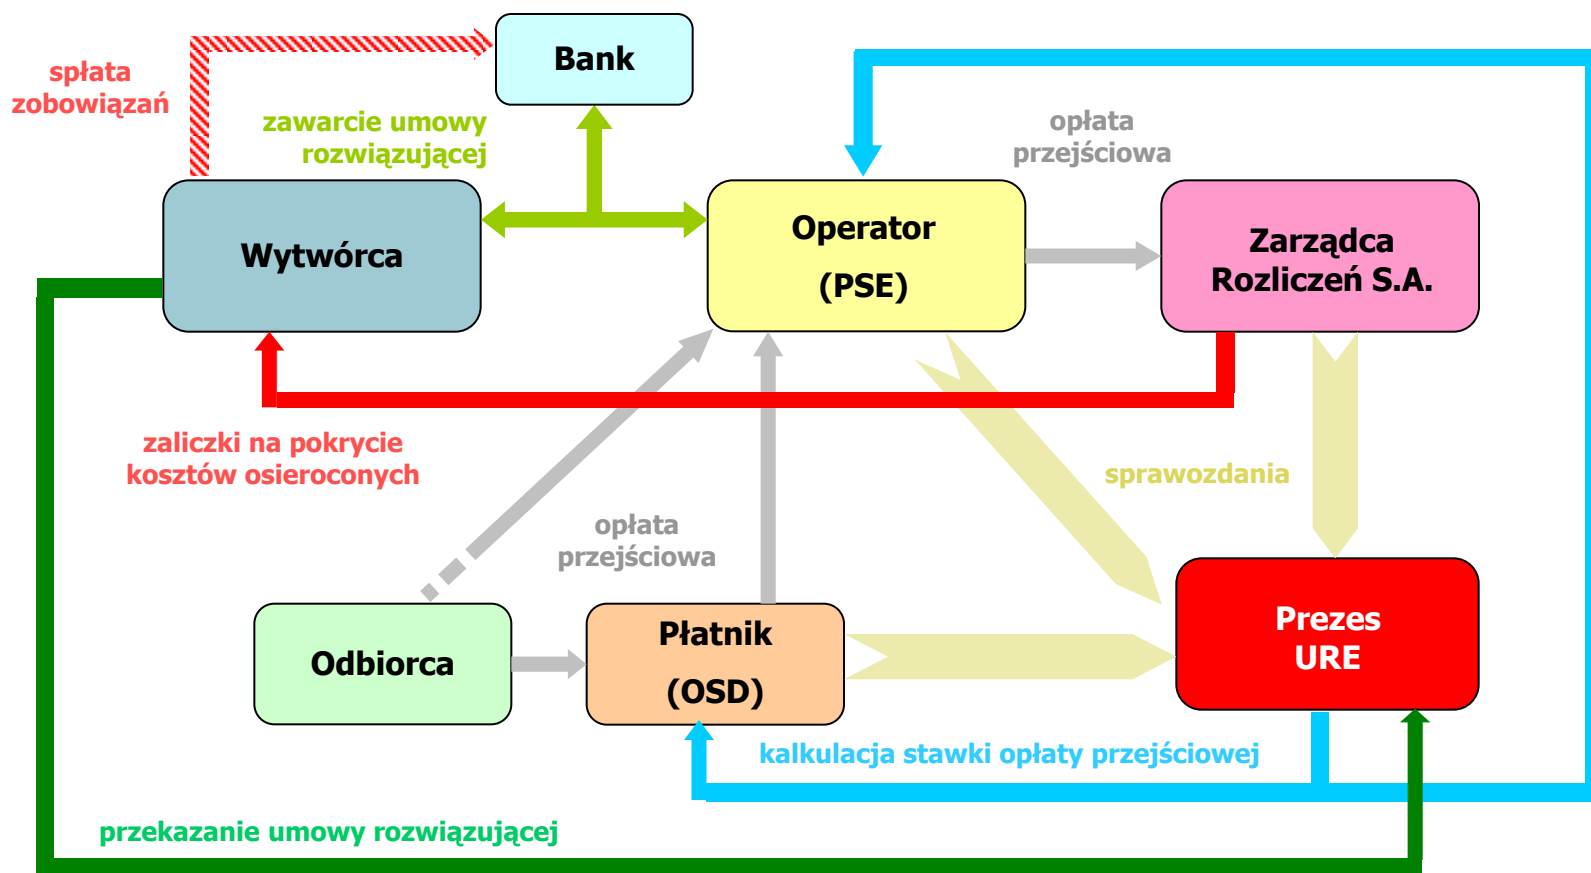 Bank
spłata
zobowiązań
zawarcie umowy
rozwiązującej
opłata
przejściowa
Wytwórca
Operator
(PSE)
Zarządca
Rozliczeń S.A.
zaliczki na pokrycie
kosztów osieroconych
sprawozdania
opłata
przejściowa
Odbiorca
Płatnik
(OSD)
Prezes
URE
kalkulacja stawki opłaty przejściowej
przekazanie umowy rozwiązującej